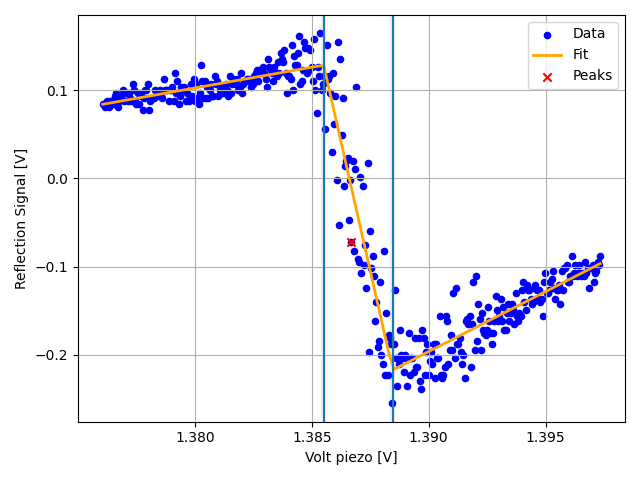 Data
Fit
Peaks
0.1
0.0
−0.1
−0.2
Reflection Signal [V]
1.380
1.385
1.390
1.395
Volt piezo [V]